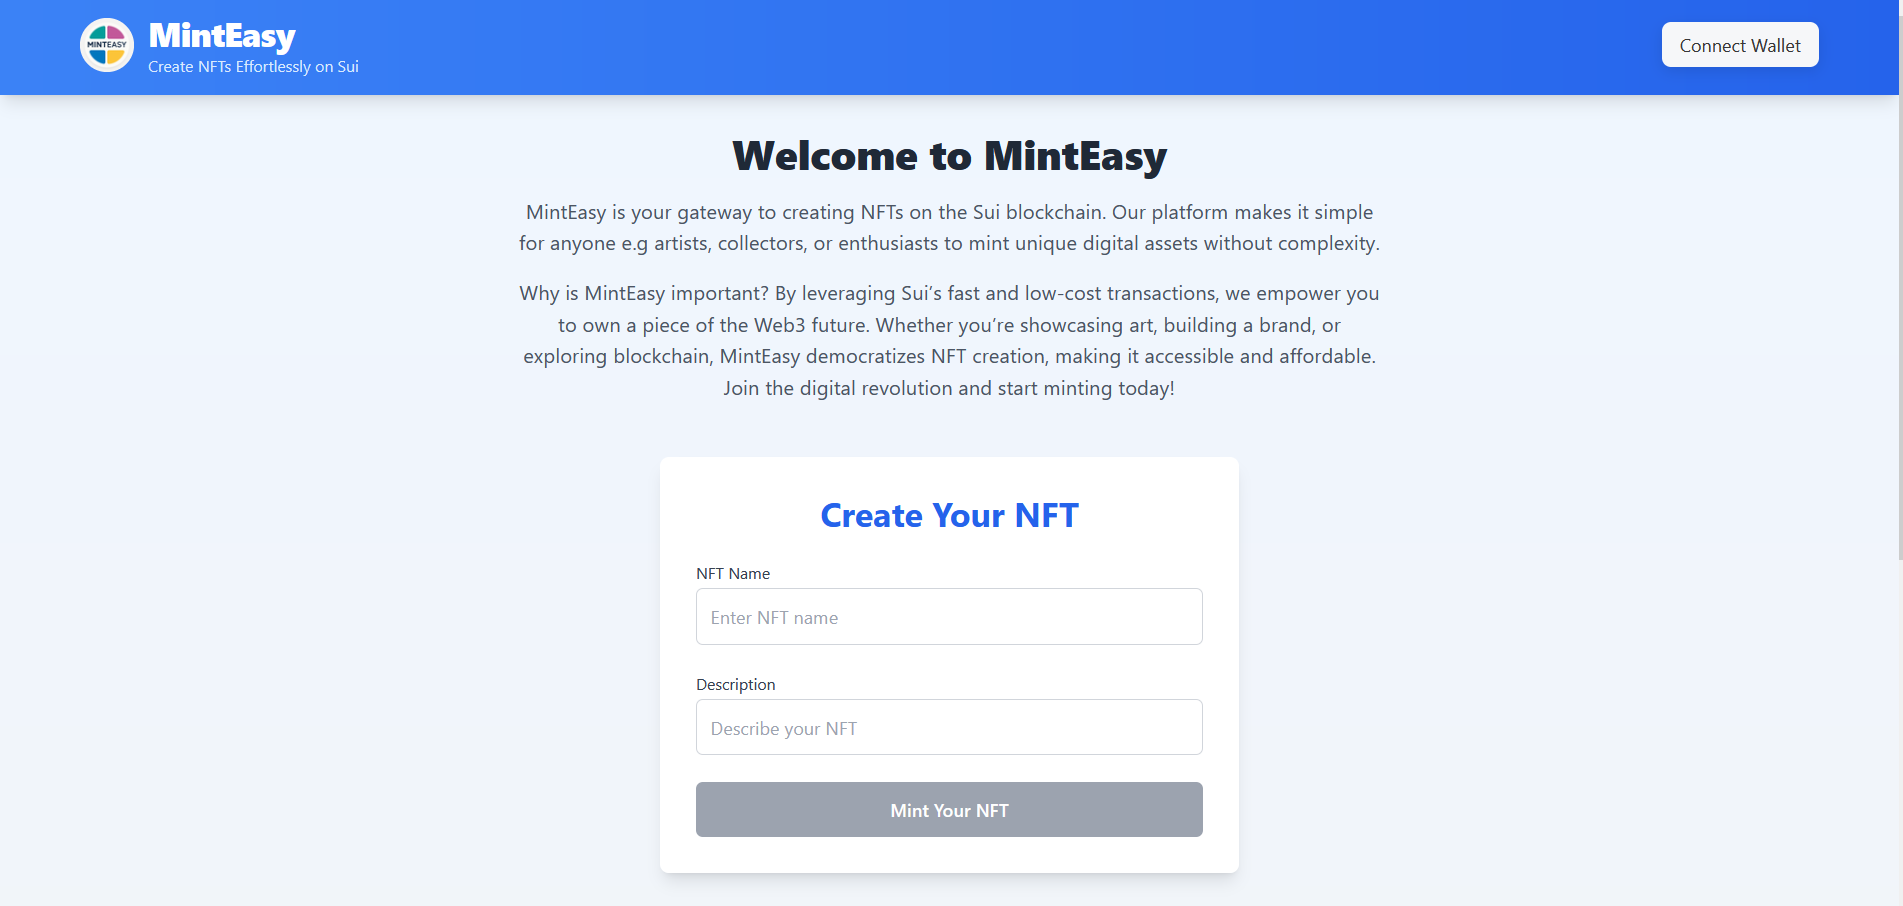 MINTEASY
MintEasy
Create NFTs Effortlessly on Sui
Connect Wallet
Welcome to MintEasy
MintEasy is your gateway to creating NFTs on the Sui blockchain. Our platform makes it simple
for anyone e.g artists, collectors, or enthusiasts to mint unique digital assets without complexity.
Why is MintEasy important? By leveraging Sui’s fast and low-cost transactions, we empower you
to own a piece of the Web3 future. Whether you’re showcasing art, building a brand, or
exploring blockchain, MintEasy democratizes NFT creation, making it accessible and affordable.
Join the digital revolution and start minting today!
Create Your NFT
NFT Name
Enter NFT name
Description
Describe your NFT
Mint Your NFT